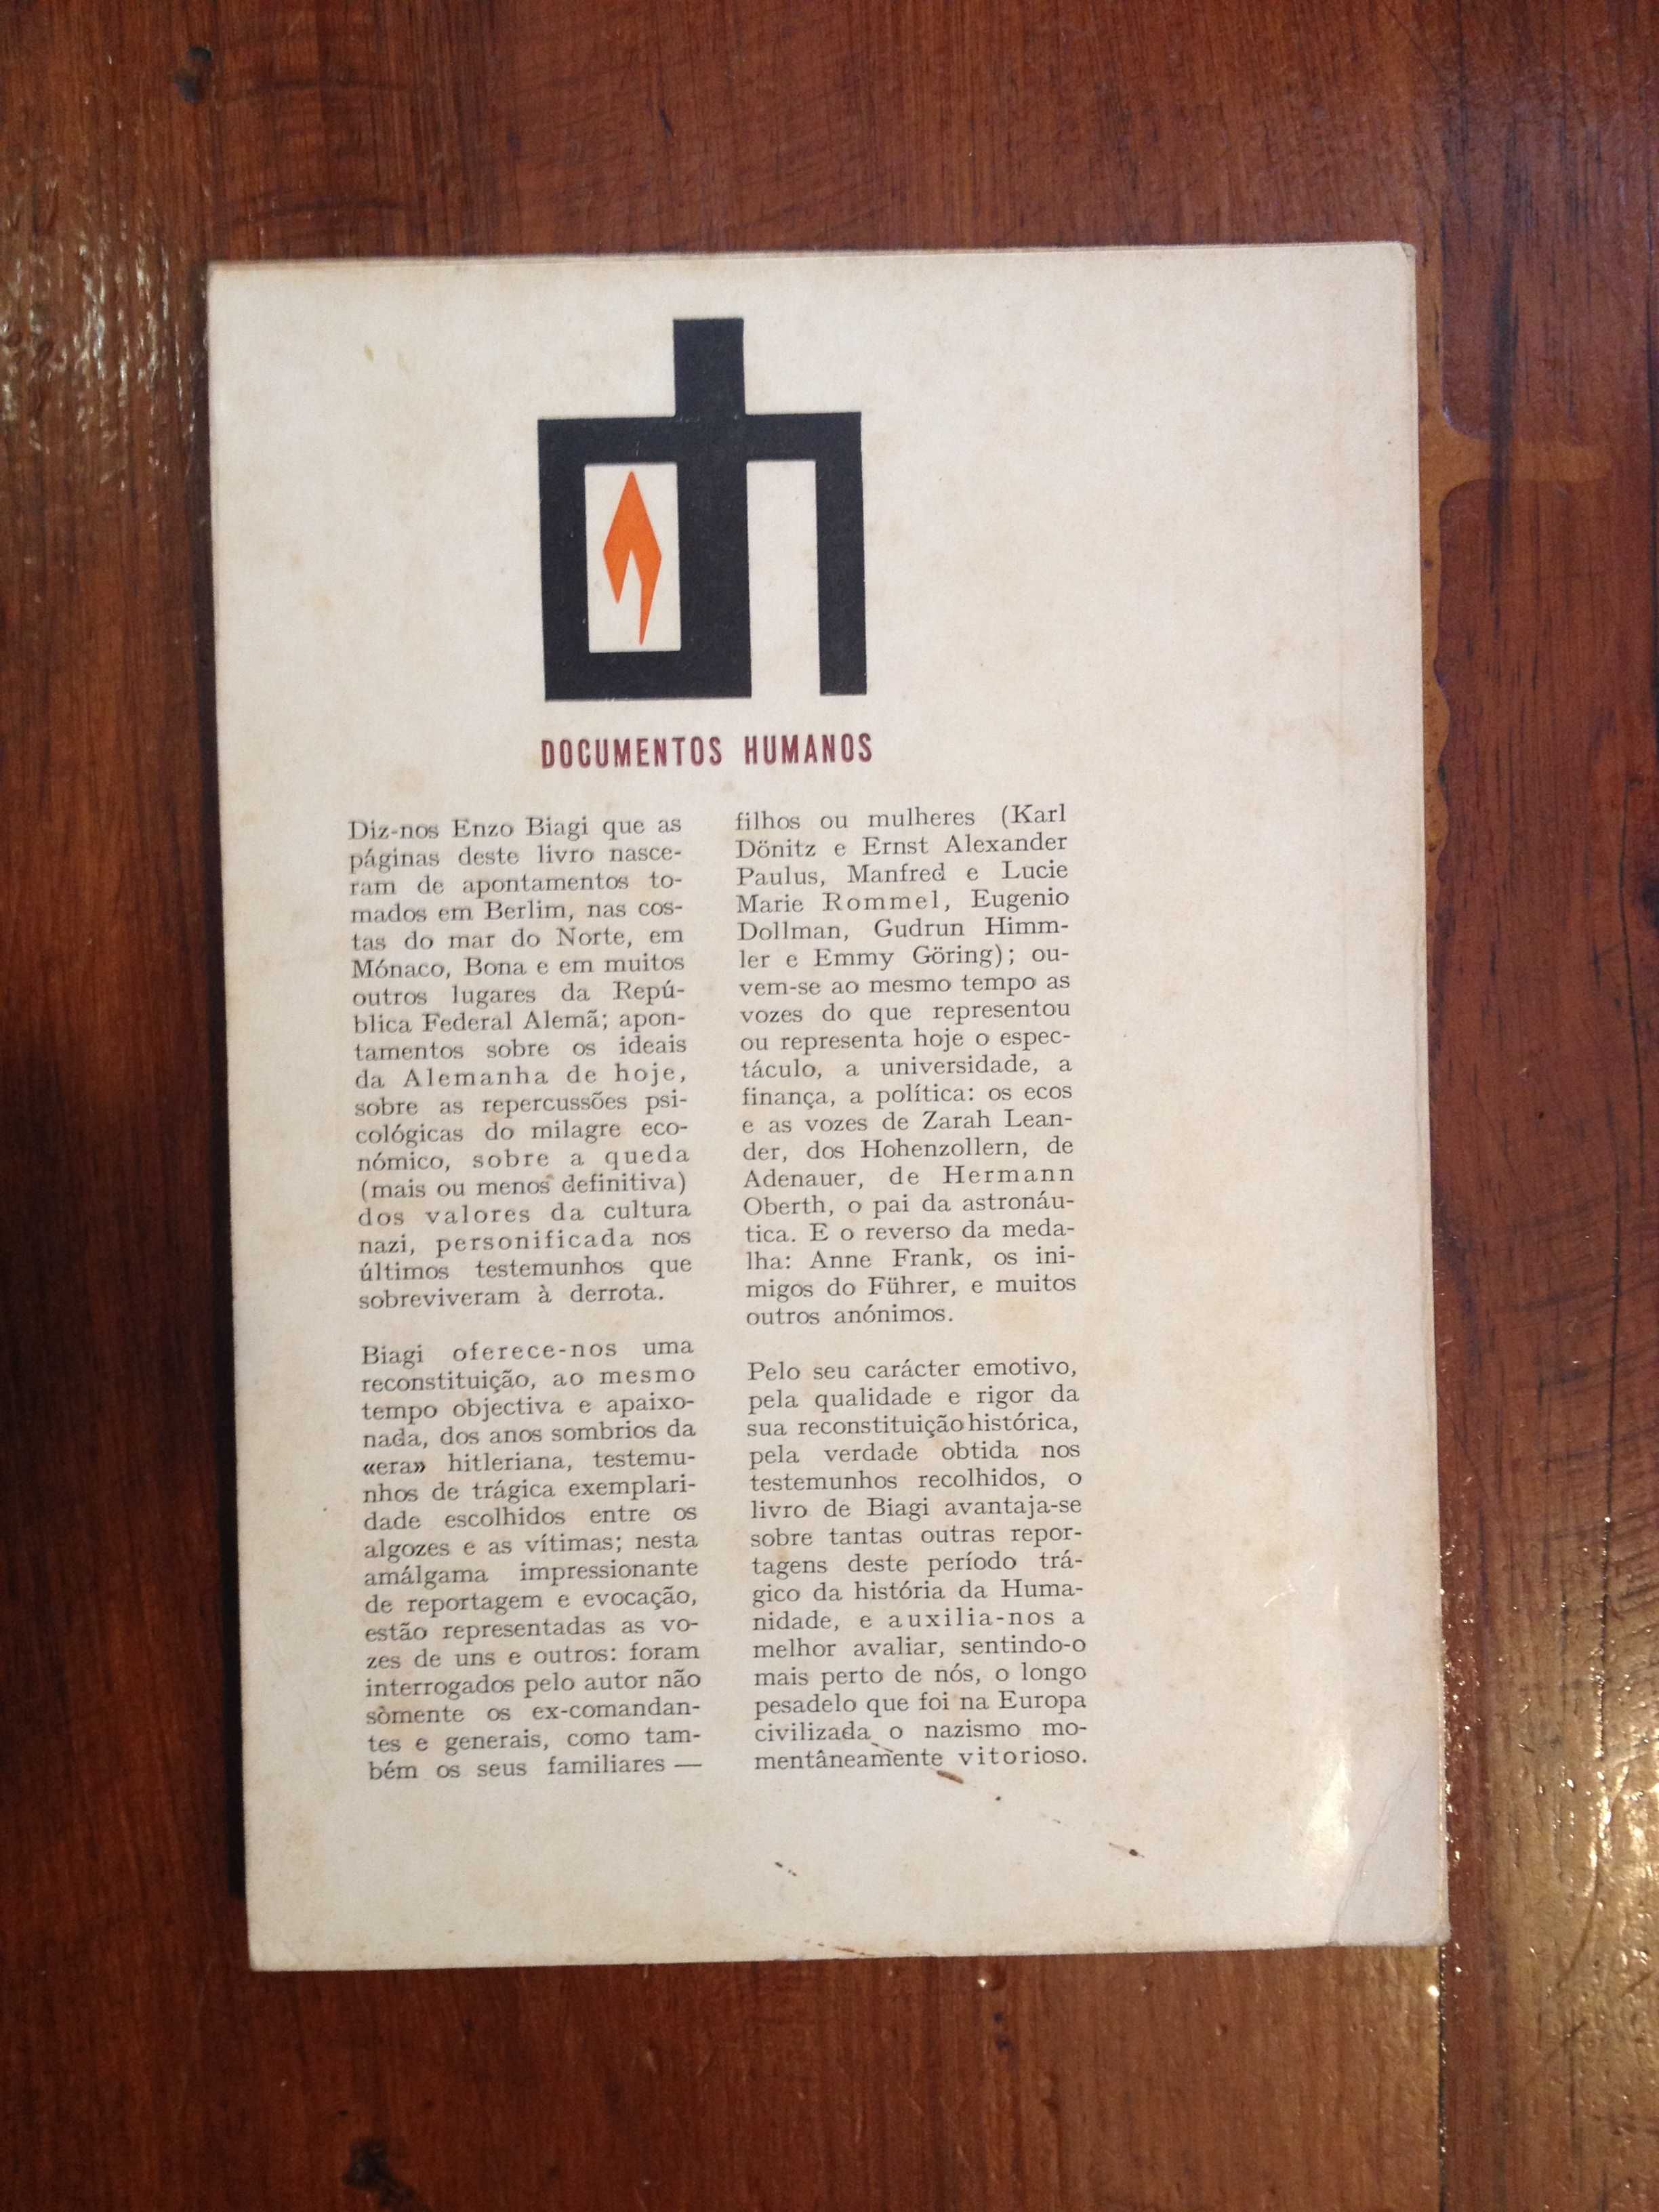 dh
DOCUMENTOS HUMANOS
Diz-nos Enzo Biagi que as
páginas deste livro nasce-
ram de apontamentos to-
mados em Berlim, nas cos-
tas do mar do Norte, em
Mónaco, Bona e em muitos
outros lugares da Repú-
blica Federal Alemã; apon-
tamentos sobre os ideais
da Alemanha de hoje,
sobre as repercussões psi-
cológicas do milagre eco-
nómico, sobre a queda
(mais ou menos definitiva)
dos valores da cultura
nazi, personificada nos
últimos testemunhos que
sobreviveram à derrota.
Biagi oferece-nos uma
reconstituição, ao mesmo
tempo objectiva e apaixo-
nada, dos anos sombrios da
«era» hitleriana, testemu-
nhos de trágica exemplari-
dade escolhidos entre os
algozes e as vítimas; nesta
amálgama impressionante
de reportagem e evocação,
estão representadas as vo-
zes de uns e outros: foram
interrogados pelo autor não
sòmente os ex-comandan-
tes e generais, como tam-
bém os seus familiares —
filhos ou mulheres (Karl
Dönitz e Ernst Alexander
Paulus, Manfred e Lucie
Marie Rommel, Eugenio
Dollman, Gudrun Himm-
ler e Emmy Göring); ou-
vem-se ao mesmo tempo as
vozes do que representou
ou representa hoje o espec-
táculo, a universidade, a
finança, a política: os ecos
e as vozes de Zarah Lean-
der, dos Hohenzollern, de
Adenauer, de Hermann
Oberth, o pai da astronáu-
tica. E o reverso da meda-
lha: Anne Frank, os ini-
migos do Führer, e muitos
outros anónimos.
Pelo seu carácter emotivo,
pela qualidade e rigor da
sua reconstituição histórica,
pela verdade obtida nos
testemunhos recolhidos, o
livro de Biagi avantaja-se
sobre tantas outras repor-
tagens deste período trá-
gico da história da Huma-
nidade, e auxilia-nos a
melhor avaliar, sentindo-o
mais perto de nós, o longo
pesadelo que foi na Europa
civilizada o nazismo mo-
mentâneamente vitorioso.